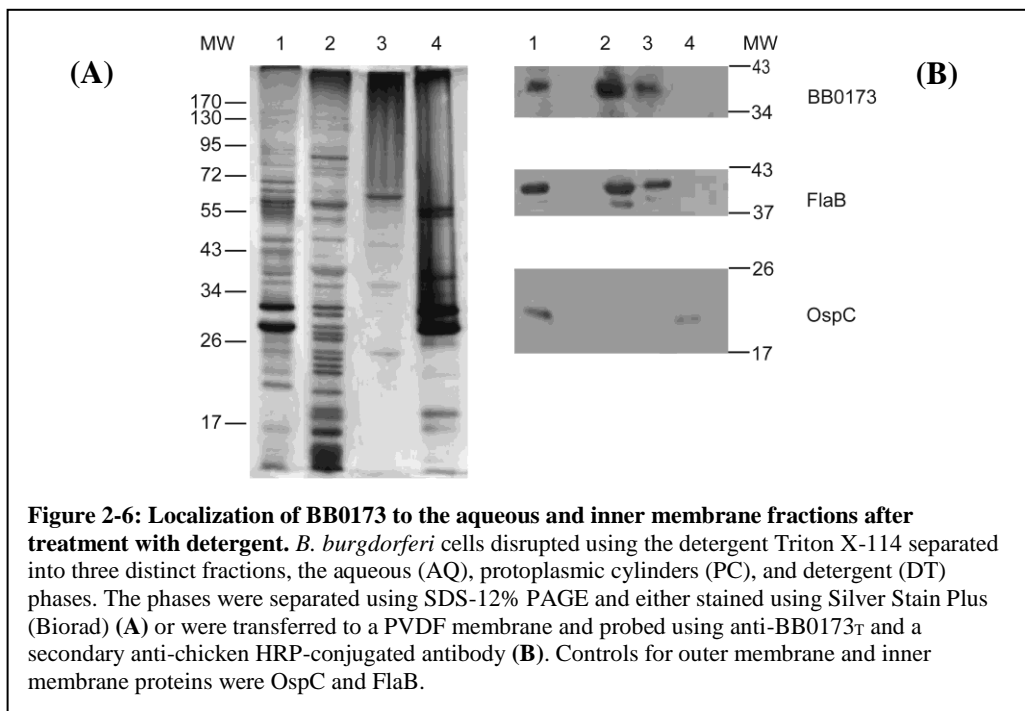 MW 1 2 3 4
(A)
170
130
95
72
55
43
34
26
17
1 2 3 4 MW
(B)
43
BB0173
34
43
FlaB
37
26
OspC
17
Figure 2-6: Localization of BB0173 to the aqueous and inner membrane fractions after
treatment with detergent. B. burgdorferi cells disrupted using the detergent Triton X-114 separated
into three distinct fractions, the aqueous (AQ), protoplasmic cylinders (PC), and detergent (DT)
phases. The phases were separated using SDS-12% PAGE and either stained using Silver Stain Plus
(Biorad) (A) or were transferred to a PVDF membrane and probed using anti-BB0173T and a
secondary anti-chicken HRP-conjugated antibody (B). Controls for outer membrane and inner
membrane proteins were OspC and FlaB.